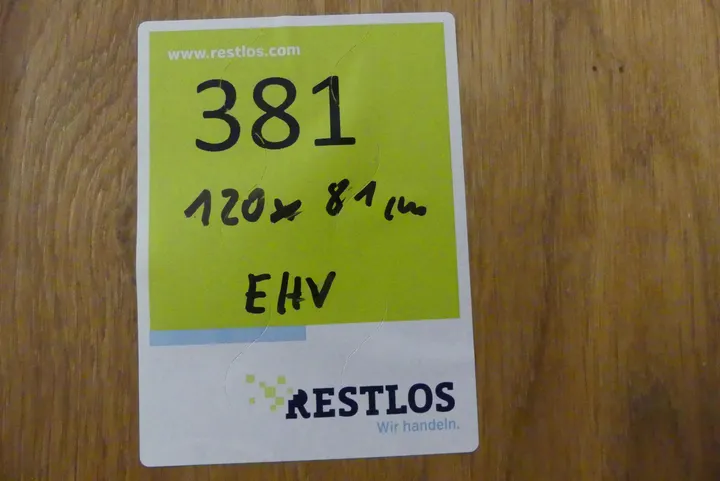 www.restlos.com
381
120 x 81 cm
EHV
RESTLOS
Wir handeln.